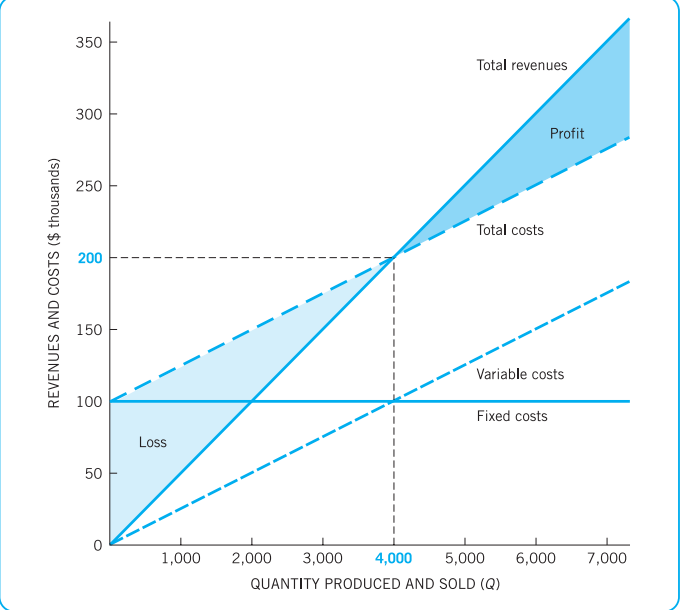 REVENUES AND COSTS ($ thousands)
350
300
250
200
150
100
50
0
Total revenues
Profit
Total costs
Variable costs
Fixed costs
Loss
1,000
2,000
3,000
4,000
5,000
6,000
7,000
QUANTITY PRODUCED AND SOLD (Q)